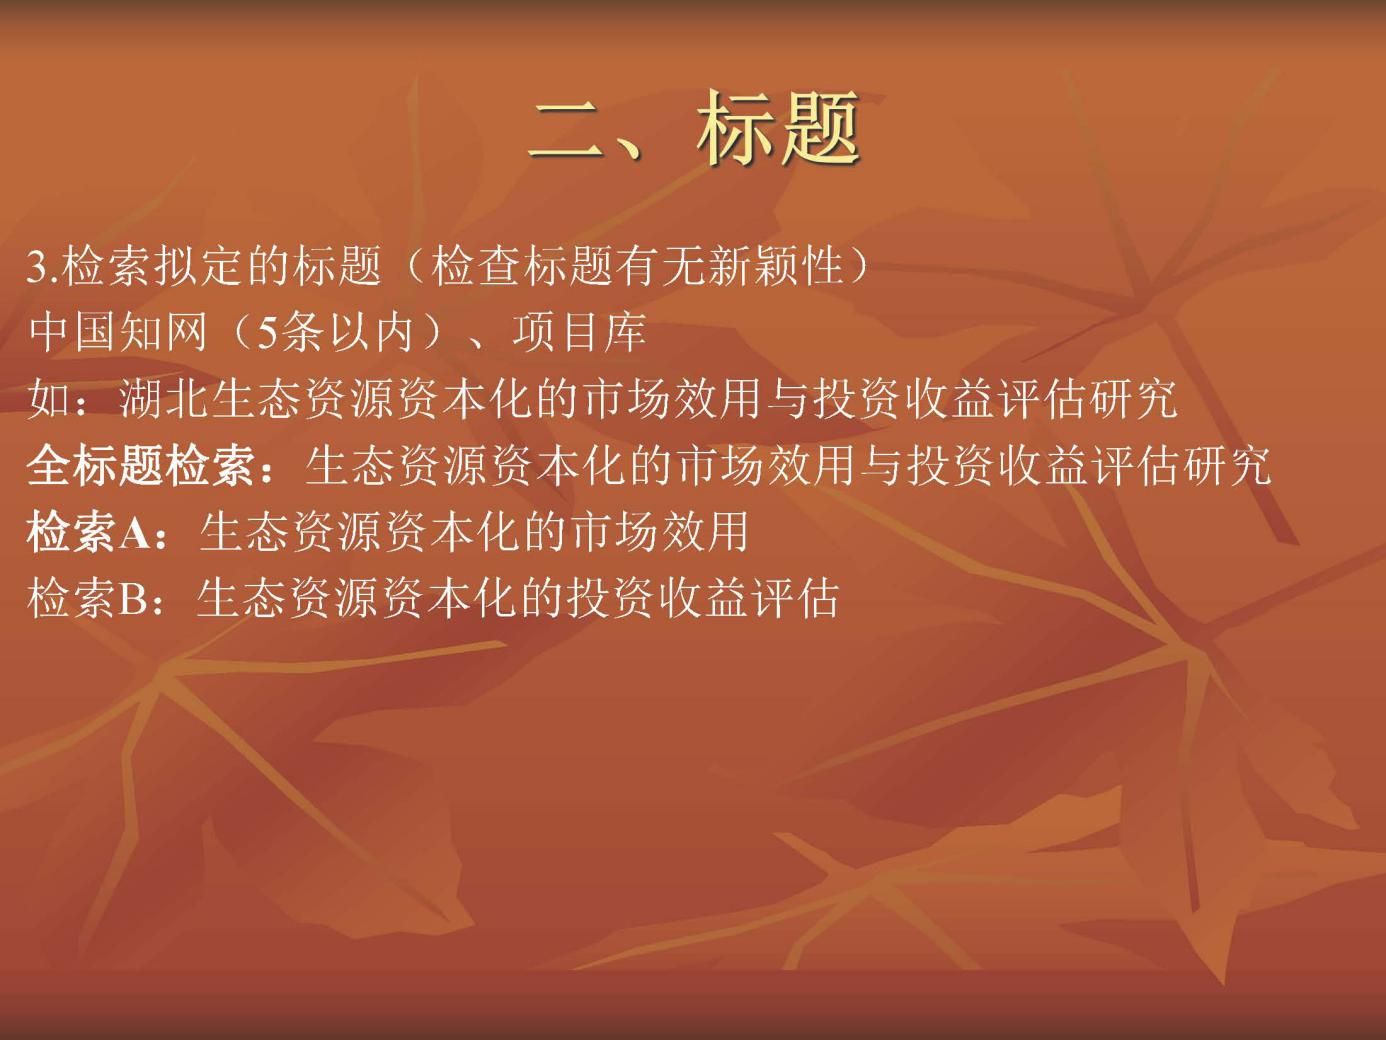 二、标题
3.检索拟定的标题（检查标题有无新颖性）
中国知网（5条以内）、项目库
如：湖北生态资源资本化的市场效用与投资收益评估研究
全标题检索：生态资源资本化的市场效用与投资收益评估研究
检索A：生态资源资本化的市场效用
检索B：生态资源资本化的投资收益评估